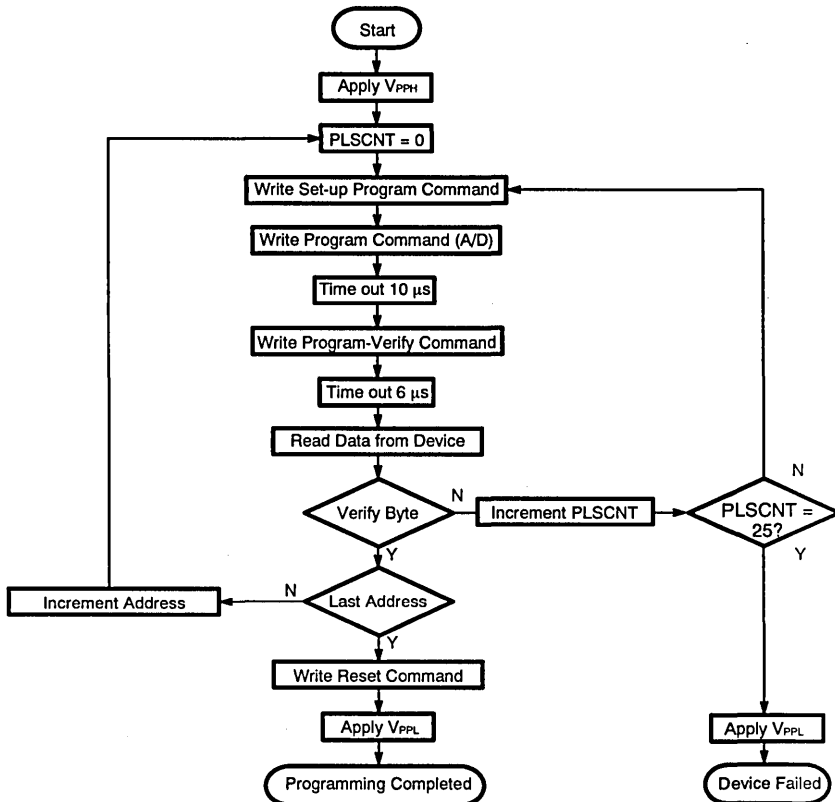 Start
Apply VPPH
PLSCNT = 0
Write Set-up Program Command
Write Program Command (A/D)
Time out 10 µs
Write Program-Verify Command
Time out 6 µs
Read Data from Device
Verify Byte
N
Increment PLSCNT
PLSCNT =
25?
N
Y
Y
Last Address
N
Increment Address
Y
Write Reset Command
Apply VPPL
Programming Completed
Apply VPPL
Device Failed